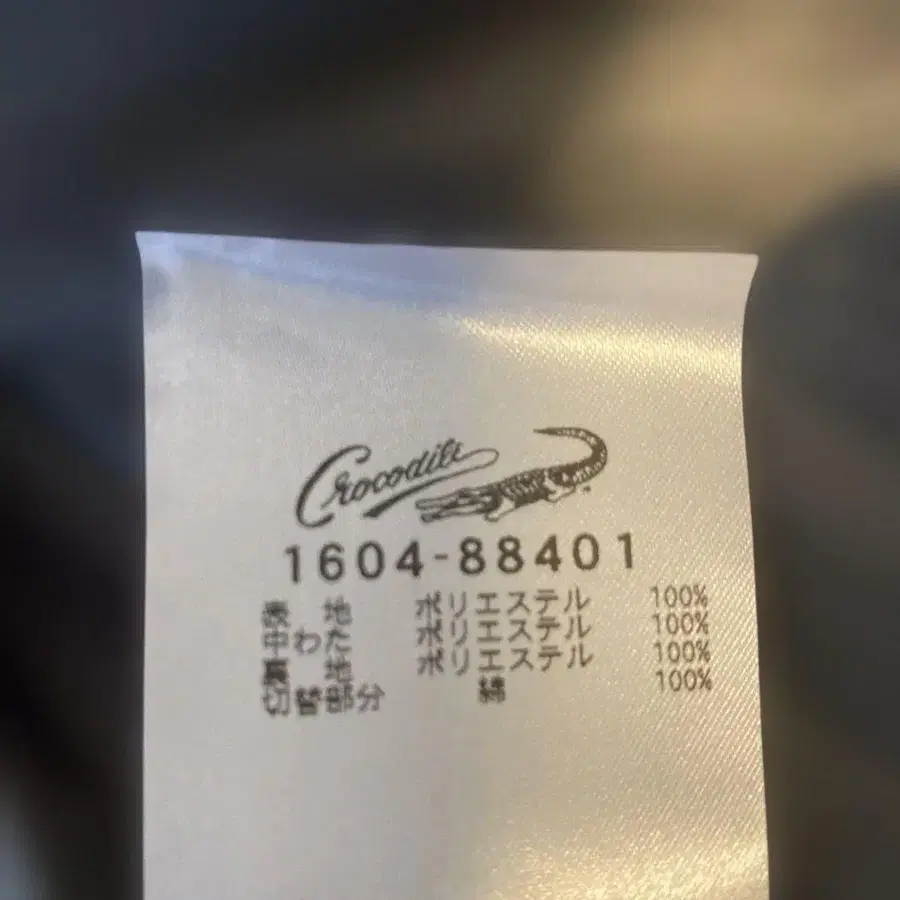 Crocodile
1604-88401
表 地 ポリエステル 100%
中わた ポリエステル 100%
裏 地 ポリエステル 100%
切替部分 綿 100%